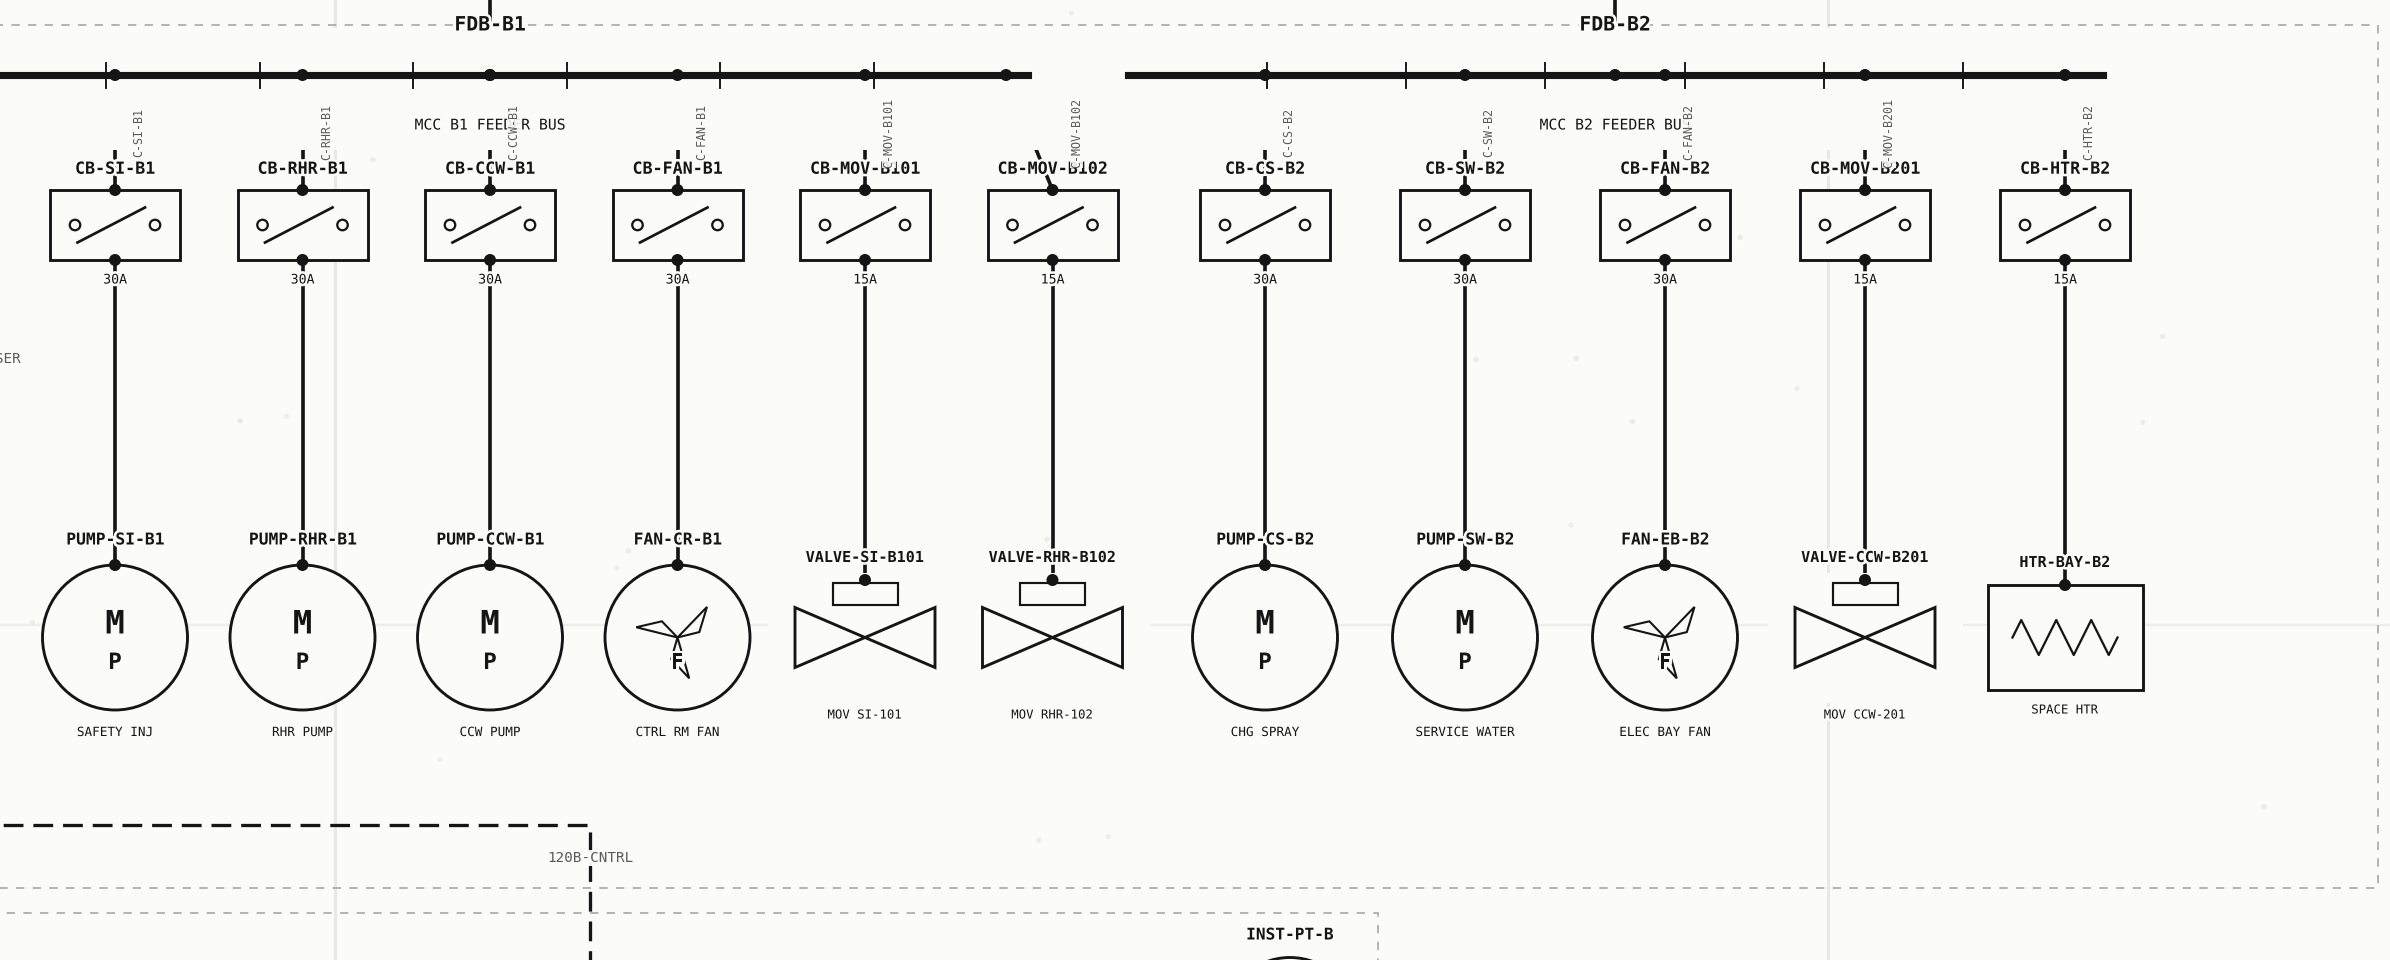 FDB-B1
FDB-B2
C-SI-B1
C-RHR-B1
C-CCW-B1
C-FAN-B1
C-MOV-B101
C-MOV-B102
C-CS-B2
C-SW-B2
C-FAN-B2
C-MOV-B201
C-HTR-B2
MCC B1 FEEDER BUS
MCC B2 FEEDER BU
CB-SI-B1
CB-RHR-B1
CB-CCW-B1
CB-FAN-B1
CB-MOV-B101
CB-MOV-B102
CB-CS-B2
CB-SW-B2
CB-FAN-B2
CB-MOV-B201
CB-HTR-B2
30A
30A
30A
30A
15A
15A
30A
30A
30A
15A
15A
SER
PUMP-SI-B1
PUMP-RHR-B1
PUMP-CCW-B1
FAN-CR-B1
VALVE-SI-B101
VALVE-RHR-B102
PUMP-CS-B2
PUMP-SW-B2
FAN-EB-B2
VALVE-CCW-B201
HTR-BAY-B2
M
P
M
P
M
P
F
M
P
M
P
F
SAFETY INJ
RHR PUMP
CCW PUMP
CTRL RM FAN
MOV SI-101
MOV RHR-102
CHG SPRAY
SERVICE WATER
ELEC BAY FAN
MOV CCW-201
SPACE HTR
120B-CNTRL
INST-PT-B